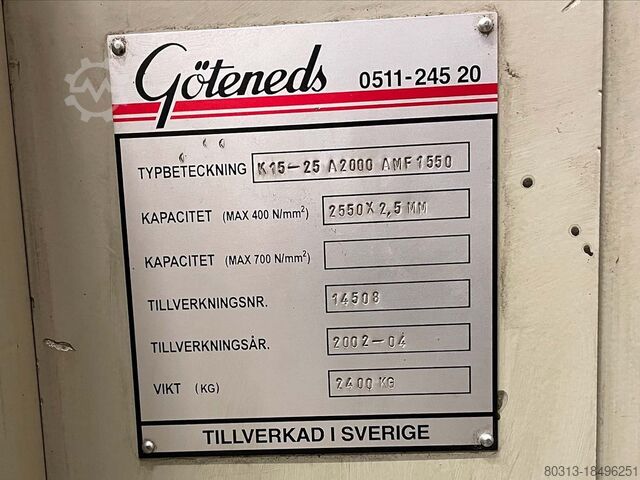 Göteneds 0511-245 20
TYPBETECKNING K15-25 A2000 AMF1550
KAPACITET (MAX 400 N/mm²) 2550X2,5 MM
KAPACITET (MAX 700 N/mm²)
TILLVERKNINGSNR. 14508
TILLVERKNINGSÅR. 2002-04
VIKT (KG) 2400 KG
TILLVERKAD I SVERIGE
80313-18496251